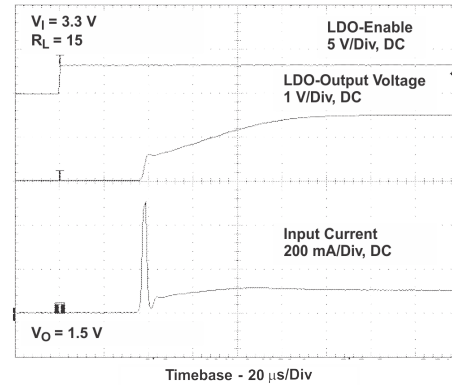 V_I = 3.3 V
R_L = 15
LDO-Enable
5 V/Div, DC
LDO-Output Voltage
1 V/Div, DC
Input Current
200 mA/Div, DC
V_O = 1.5 V
Timebase - 20 μs/Div